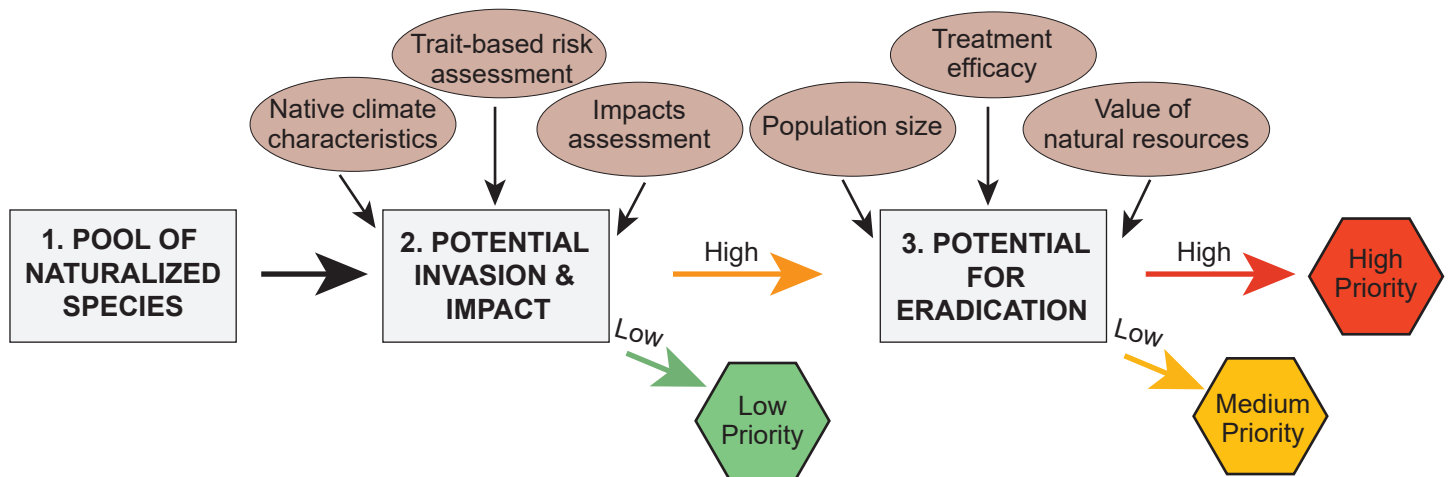 Trait-based risk
assessment
Native climate
characteristics
Impacts
assessment
Treatment
efficacy
Population size
Value of
natural resources
1. POOL OF
NATURALIZED
SPECIES
2. POTENTIAL
INVASION &
IMPACT
High
Low
Low
Priority
3. POTENTIAL
FOR
ERADICATION
High
High
Priority
Low
Medium
Priority